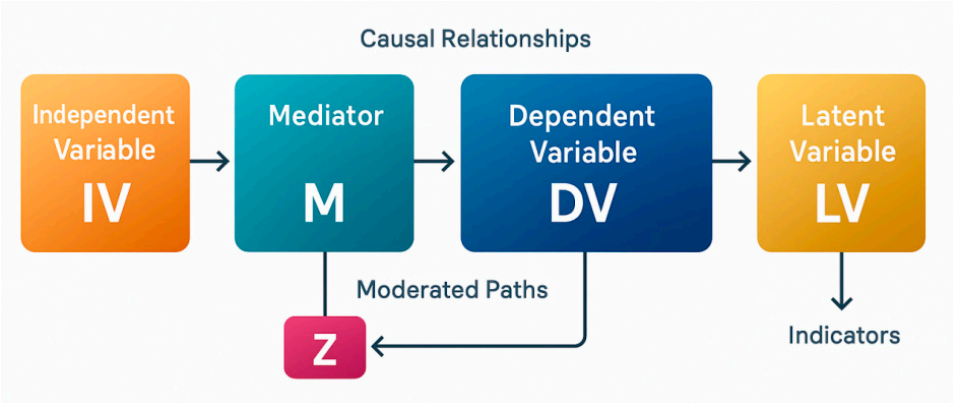 Causal Relationships
Independent
Variable
IV
Mediator
M
Dependent
Variable
DV
Latent
Variable
LV
Moderated Paths
Z
Indicators